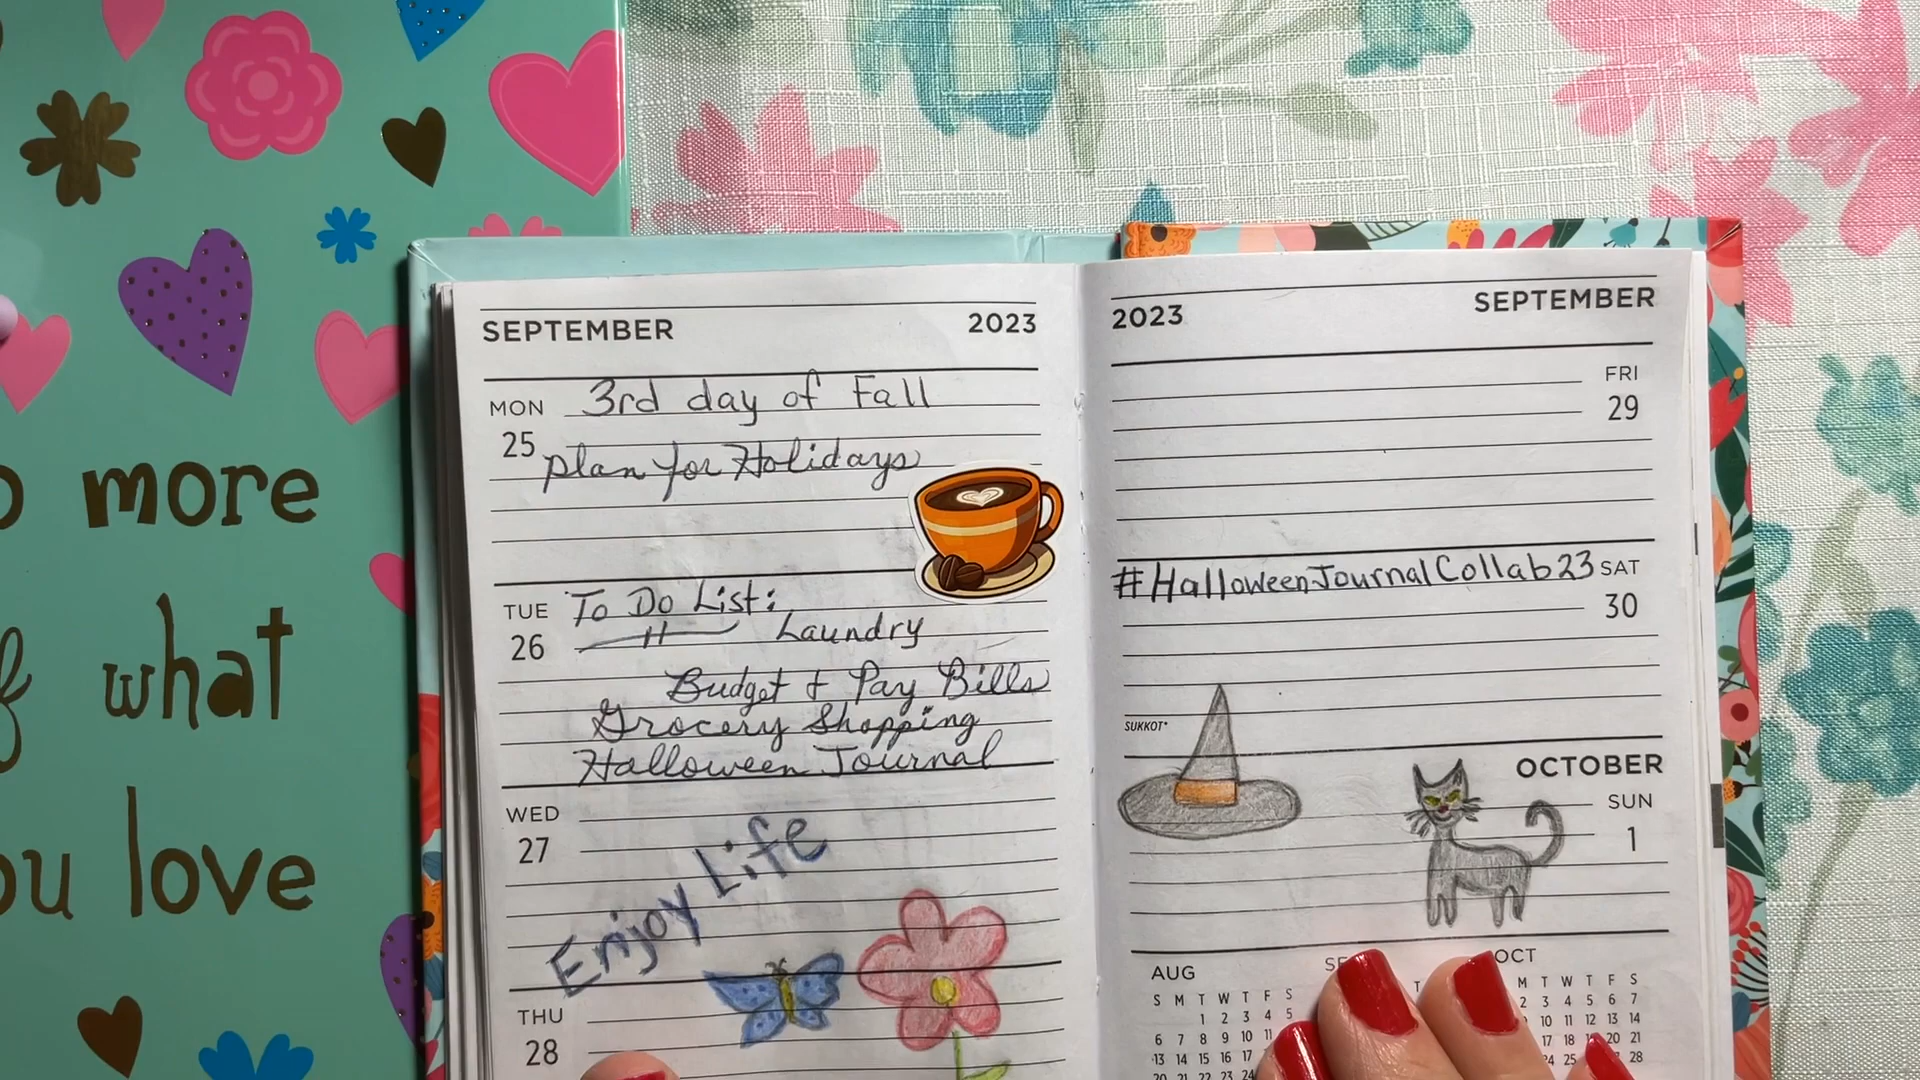 more
what
love
SEPTEMBER 2023
MON 3rd day of Fall
25 plan for Holidays
TUE To Do List:
26 Laundry
Budget + Pay Bills
Grocery Shopping
Halloween Journal
WED
27
Enjoy Life
THU
28
2023 SEPTEMBER
FRI
29
#HalloweenJournalCollab23 SAT
30
SUKKOT*
OCTOBER
SUN
1
AUG
S M T W T F S
1 2 3 4 5
6 7 8 9 10 11
13 14 15 16 17
20 21 22 23 24
OCT
M T W T F S
2 3 4 5 6 7
10 11 12 13 14
17 18 19 20 21
25 28